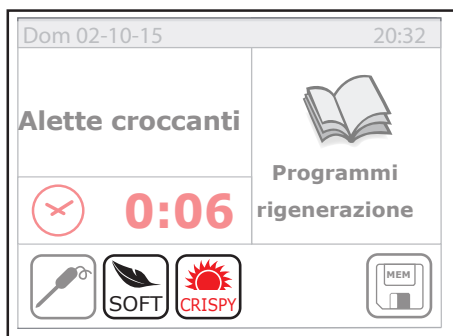 Dom 02-10-15 20:32
Alette croccanti
Programmi
rigenerazione
0:06
SOFT
CRISPY
MEM